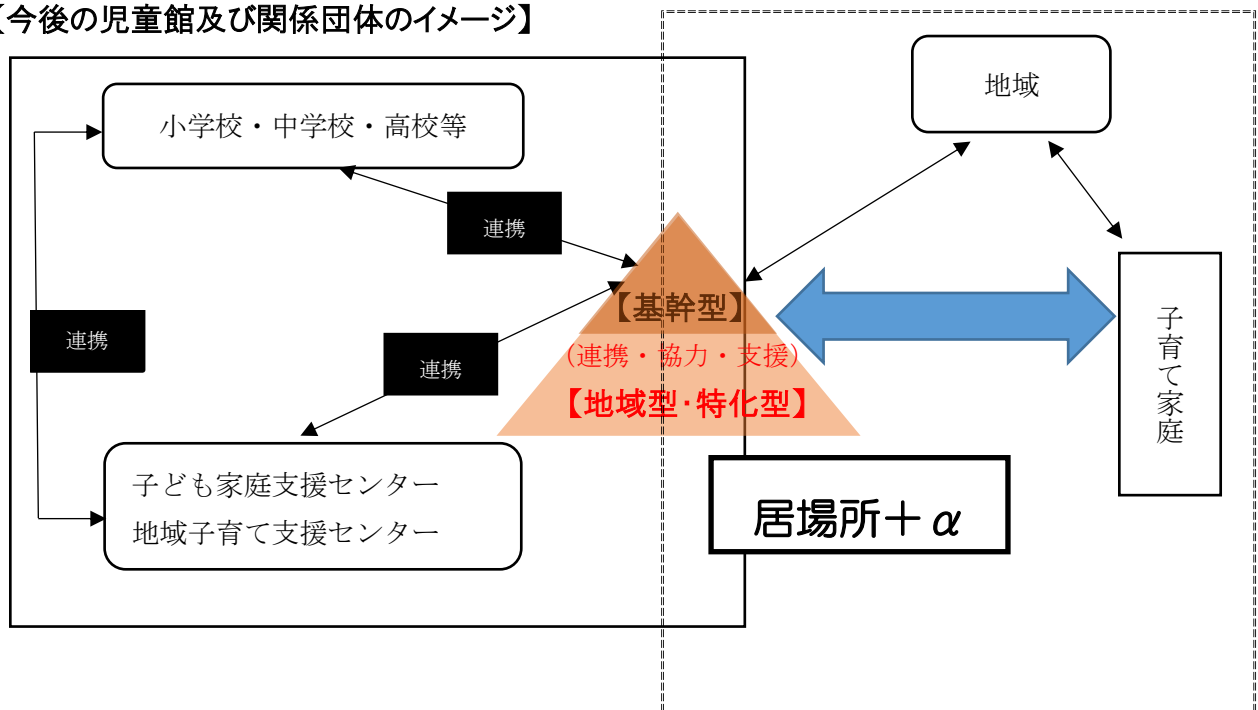 【今後の児童館及び関係団体のイメージ】
地域
小学校・中学校・高校等
連携
【基幹型】
子育て家庭
連携
(連携・協力・支援)
連携
【地域型・特化型】
子ども家庭支援センター
地域子育て支援センター
居場所＋α